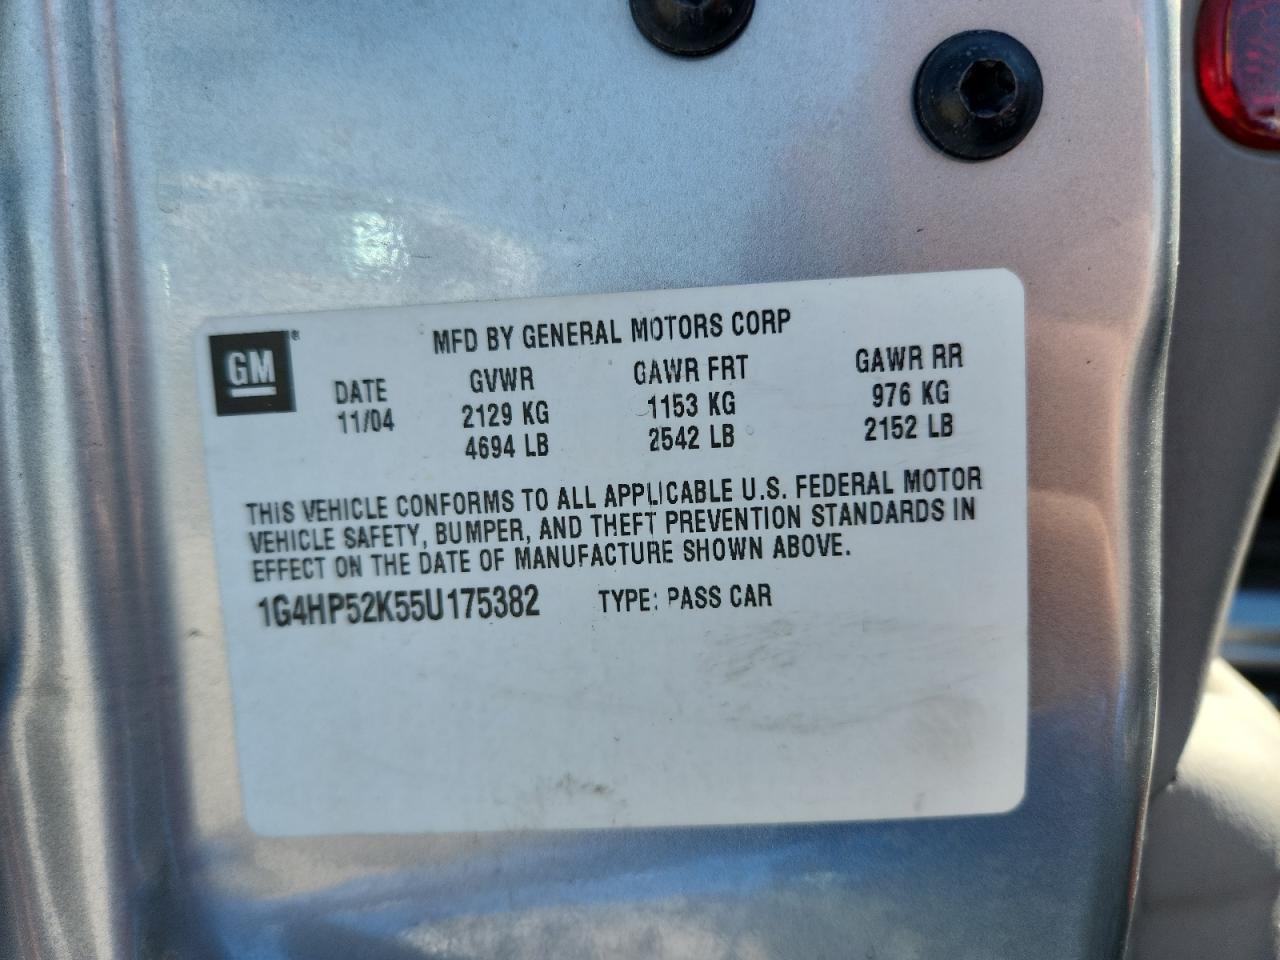 GM ®
MFD BY GENERAL MOTORS CORP
DATE GVWR GAWR FRT GAWR RR
11/04 2129 KG 1153 KG 976 KG
4694 LB 2542 LB 2152 LB
THIS VEHICLE CONFORMS TO ALL APPLICABLE U.S. FEDERAL MOTOR
VEHICLE SAFETY, BUMPER, AND THEFT PREVENTION STANDARDS IN
EFFECT ON THE DATE OF MANUFACTURE SHOWN ABOVE.
1G4HP52K55U175382 TYPE: PASS CAR